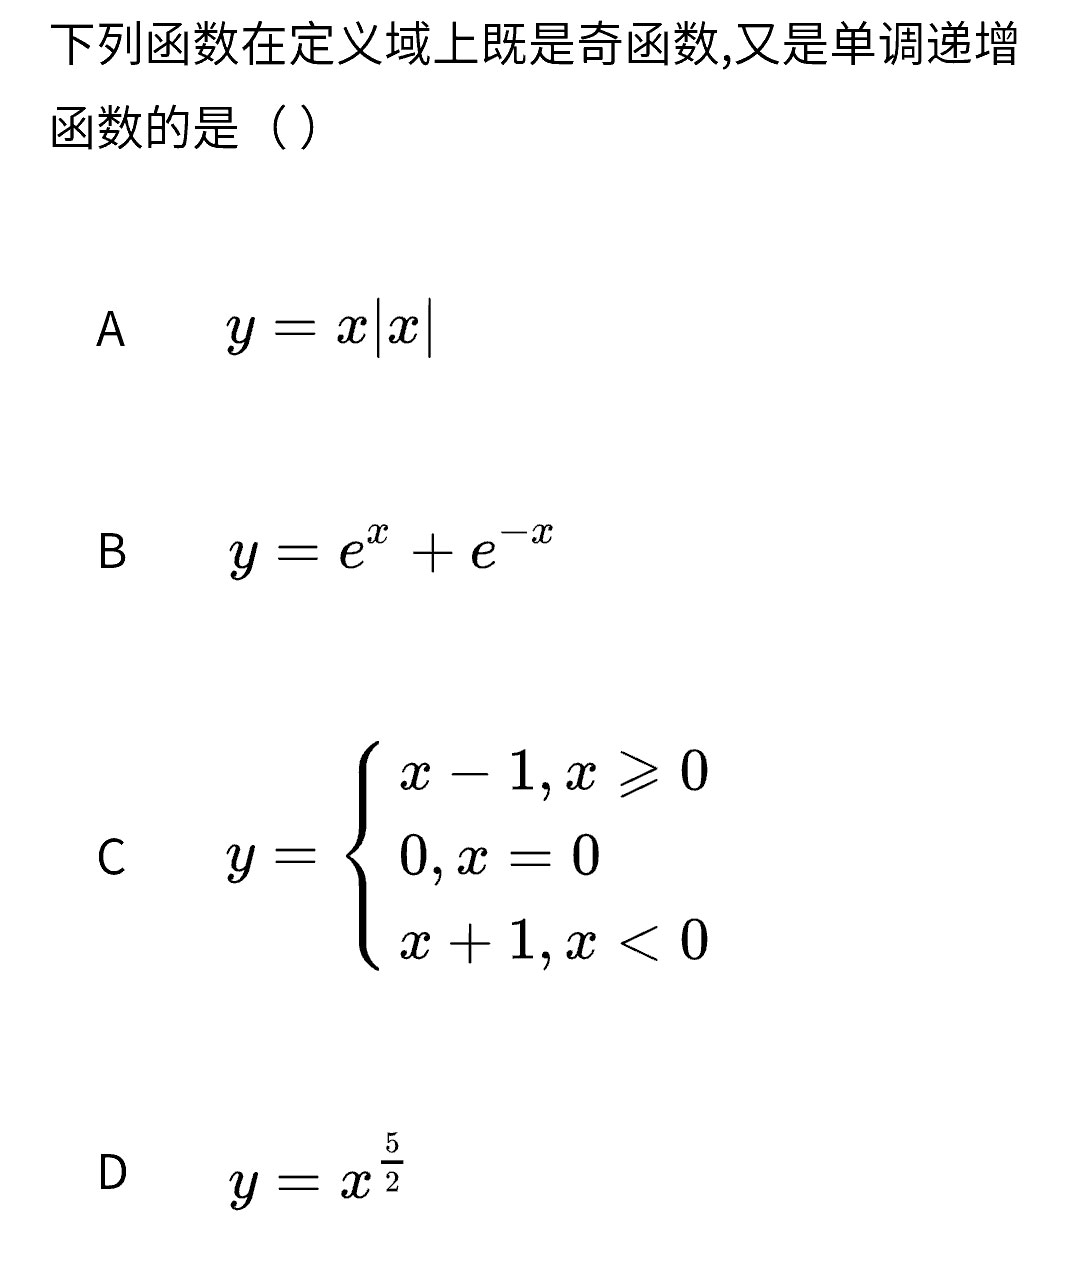 下列函数在定义域上既是奇函数,又是单调递增
函数的是（ ）
A y = x|x|
B y = e^x + e^{-x}
C y = \begin{cases} x - 1, x \geqslant 0 \\ 0, x = 0 \\ x + 1, x < 0 \end{cases}
D y = x^{\frac{5}{2}}